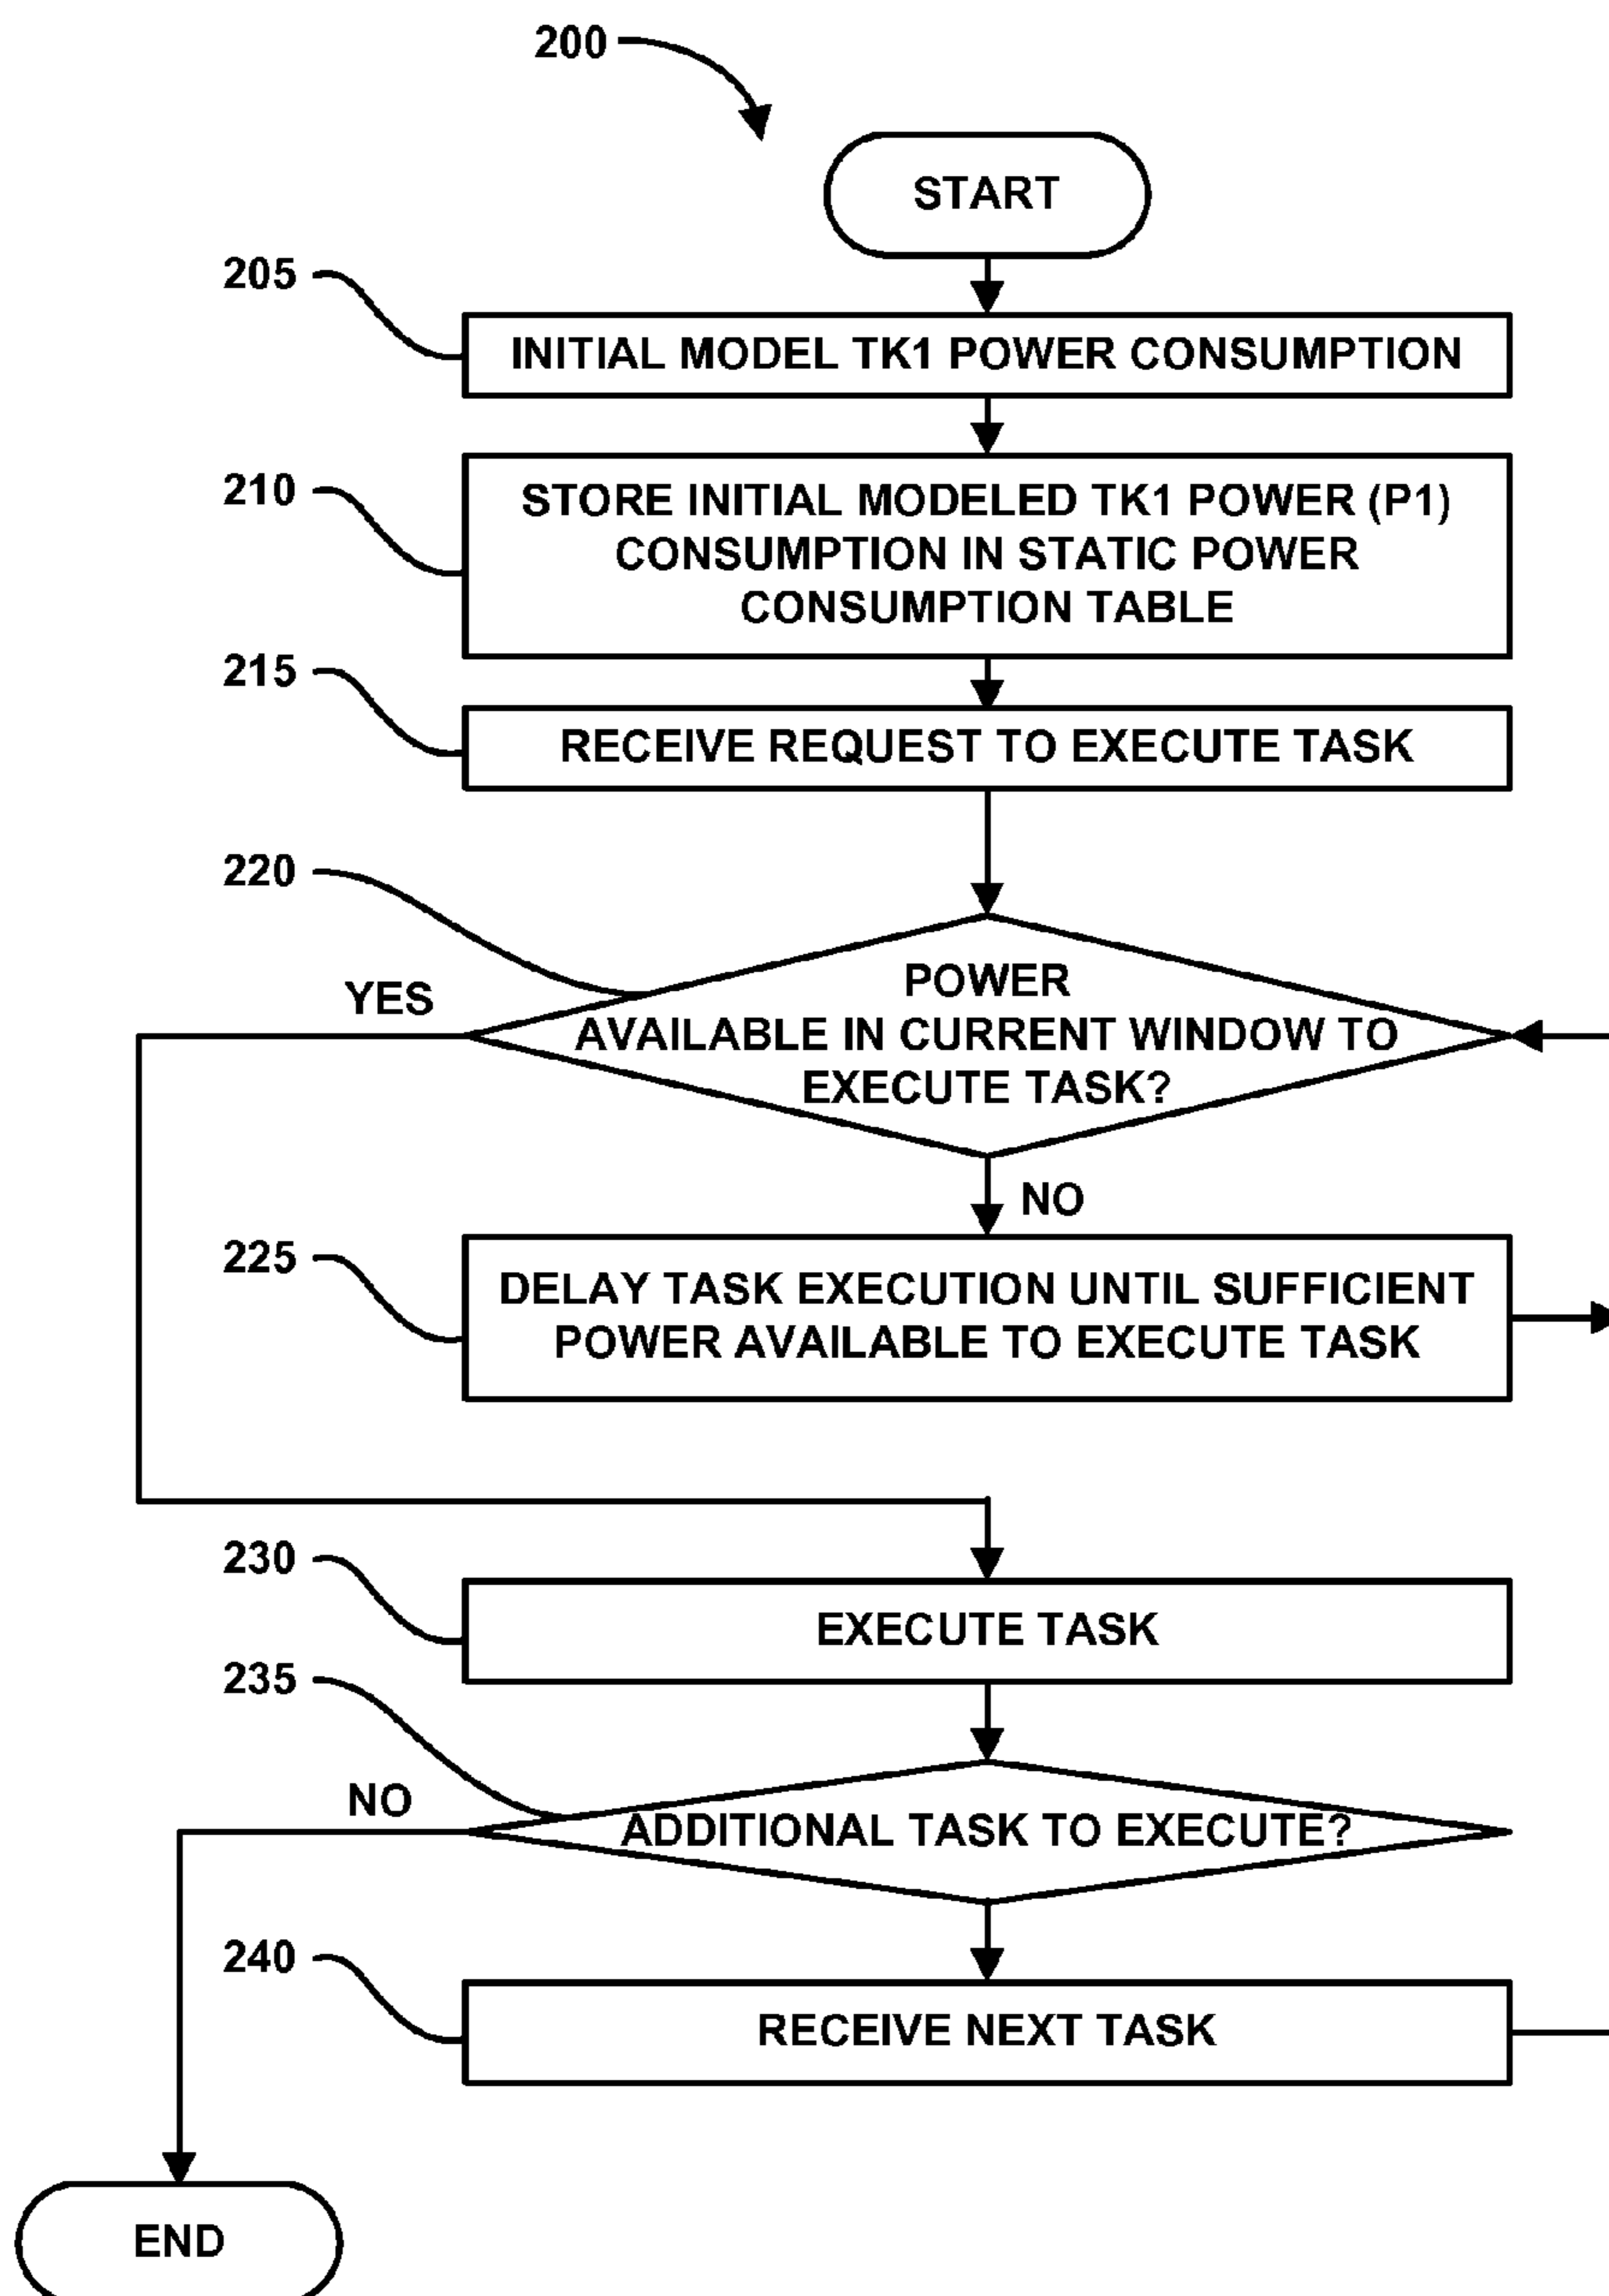 200
START
205
INITIAL MODEL TK1 POWER CONSUMPTION
210
STORE INITIAL MODELED TK1 POWER (P1)
CONSUMPTION IN STATIC POWER
CONSUMPTION TABLE
215
RECEIVE REQUEST TO EXECUTE TASK
220
YES
POWER
AVAILABLE IN CURRENT WINDOW TO
EXECUTE TASK?
NO
225
DELAY TASK EXECUTION UNTIL SUFFICIENT
POWER AVAILABLE TO EXECUTE TASK
230
EXECUTE TASK
235
NO
ADDITIONAL TASK TO EXECUTE?
240
RECEIVE NEXT TASK
END